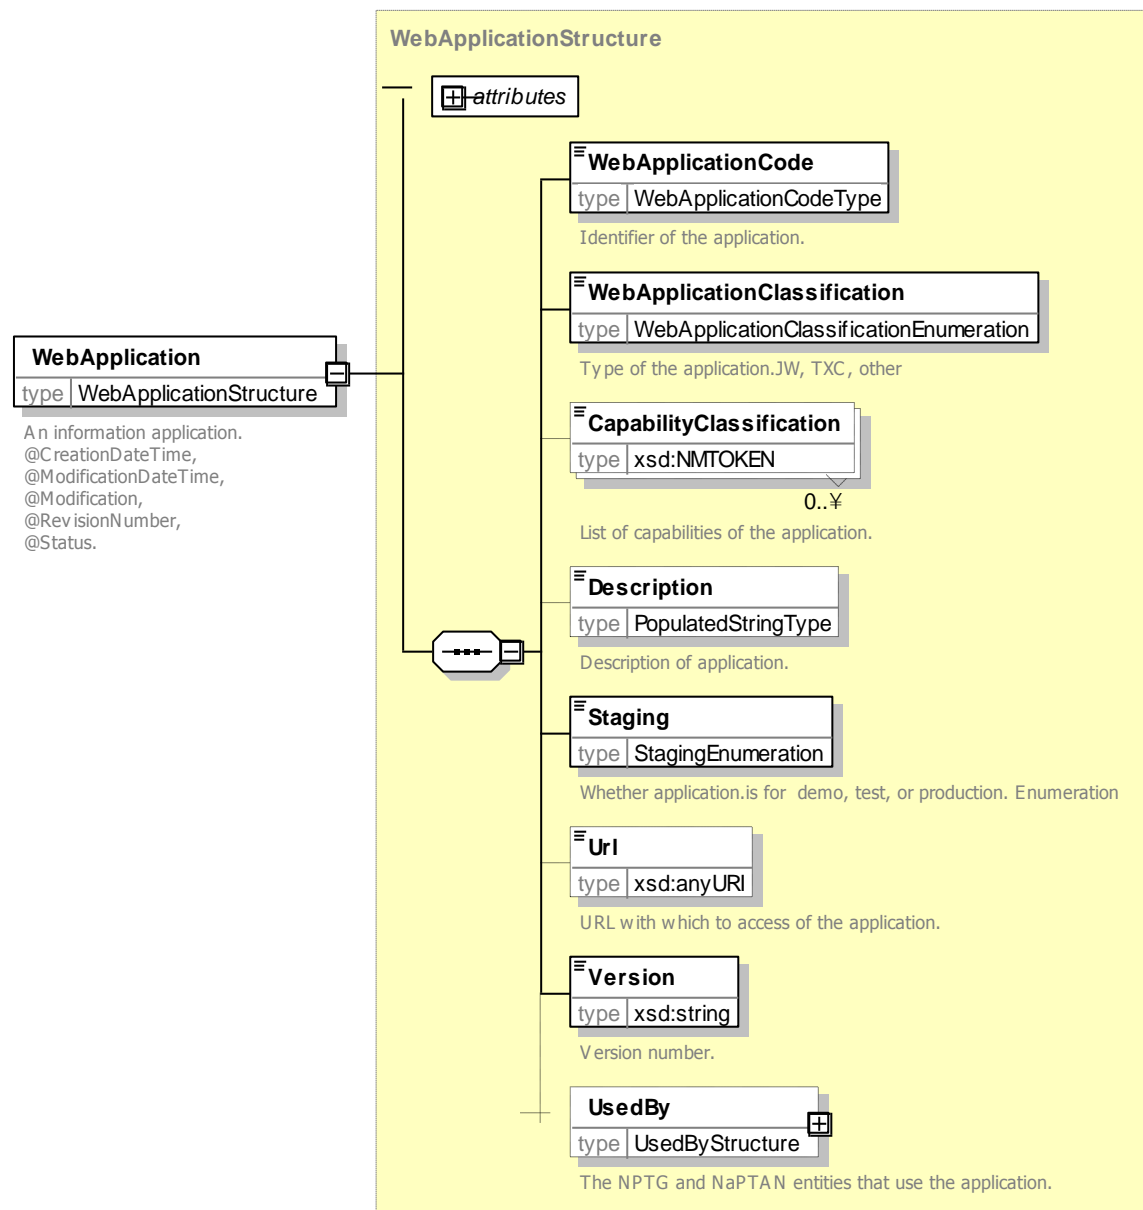 WebApplicationStructure
attributes
WebApplicationCode
type WebApplicationCodeType
Identifier of the application.
WebApplicationClassification
type WebApplicationClassificationEnumeration
Type of the application.JW, TXC, other
WebApplication
type WebApplicationStructure
An information application.
@CreationDateTime,
@ModificationDateTime,
@Modification,
@RevisionNumber,
@Status.
CapabilityClassification
type xsd:NMTOKEN
0..¥
List of capabilities of the application.
Description
type PopulatedStringType
Description of application.
Staging
type StagingEnumeration
Whether application.is for demo, test, or production. Enumeration
Url
type xsd:anyURI
URL with which to access of the application.
Version
type xsd:string
Version number.
UsedBy
type UsedByStructure
The NPTG and NaPTAN entities that use the application.